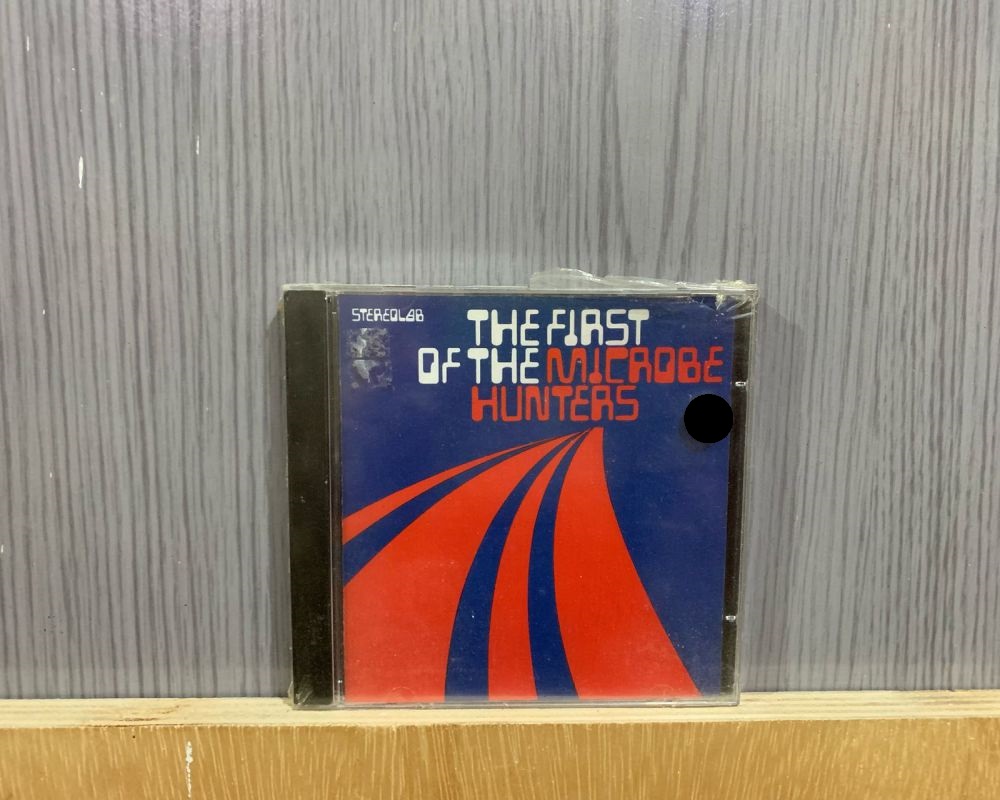 STEREOLAB
THE FIRST
OF THE MICROBE
HUNTERS